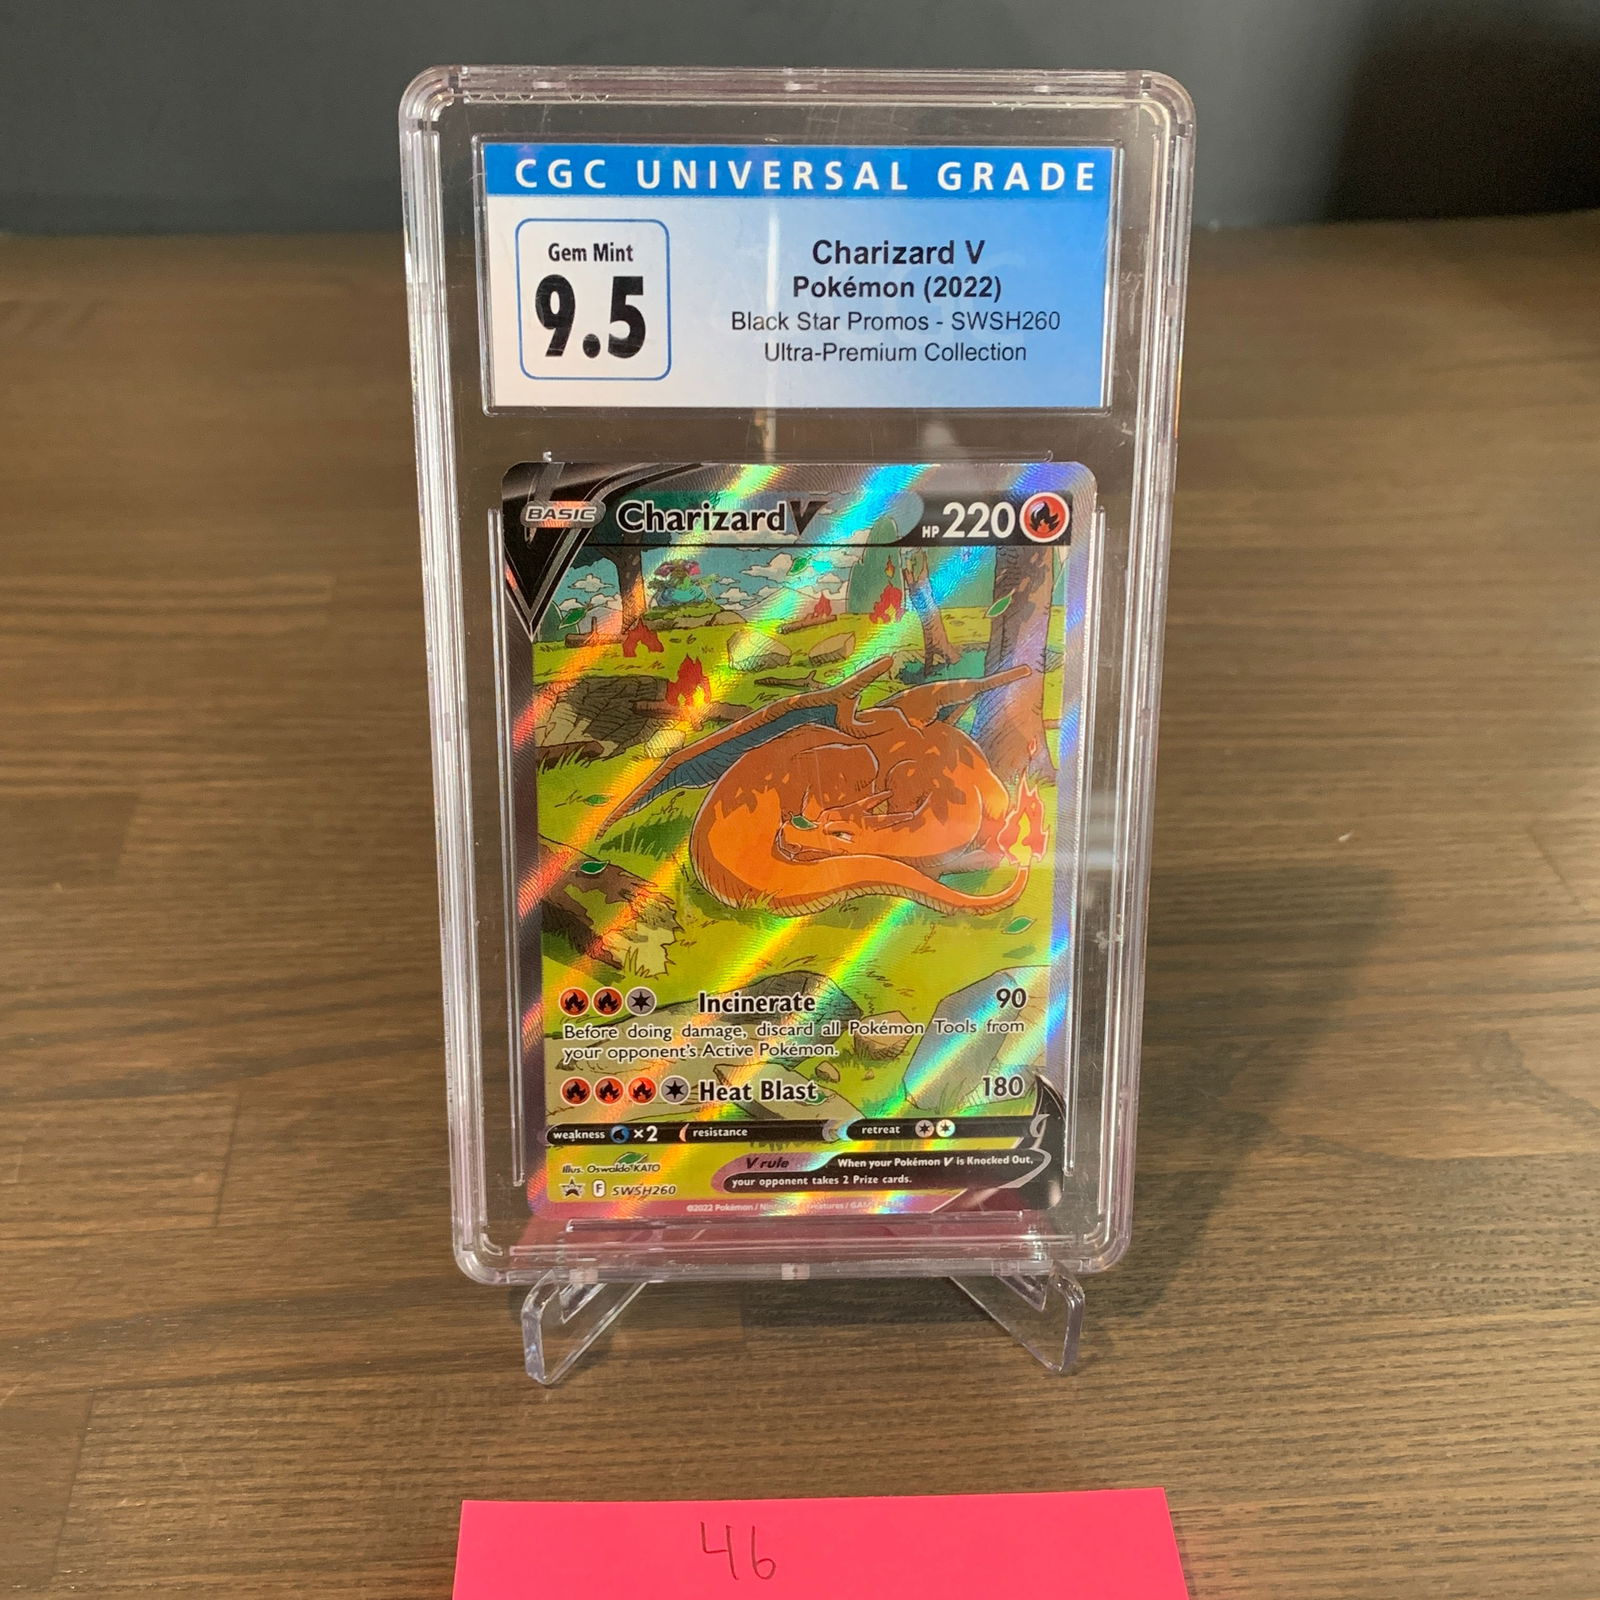 CGC UNIVERSAL GRADE
Gem Mint
9.5
Charizard V
Pokémon (2022)
Black Star Promos - SWSH260
Ultra-Premium Collection
BASIC Charizard V HP 220
Incinerate 90
Before doing damage, discard all Pokémon Tools from
your opponent's Active Pokémon.
Heat Blast 180
weakness ×2 resistance retreat
Illus. Oswaldo KATO
V rule When your Pokémon V is Knocked Out,
your opponent takes 2 Prize cards.
F SWSH260
©2022 Pokémon /
46